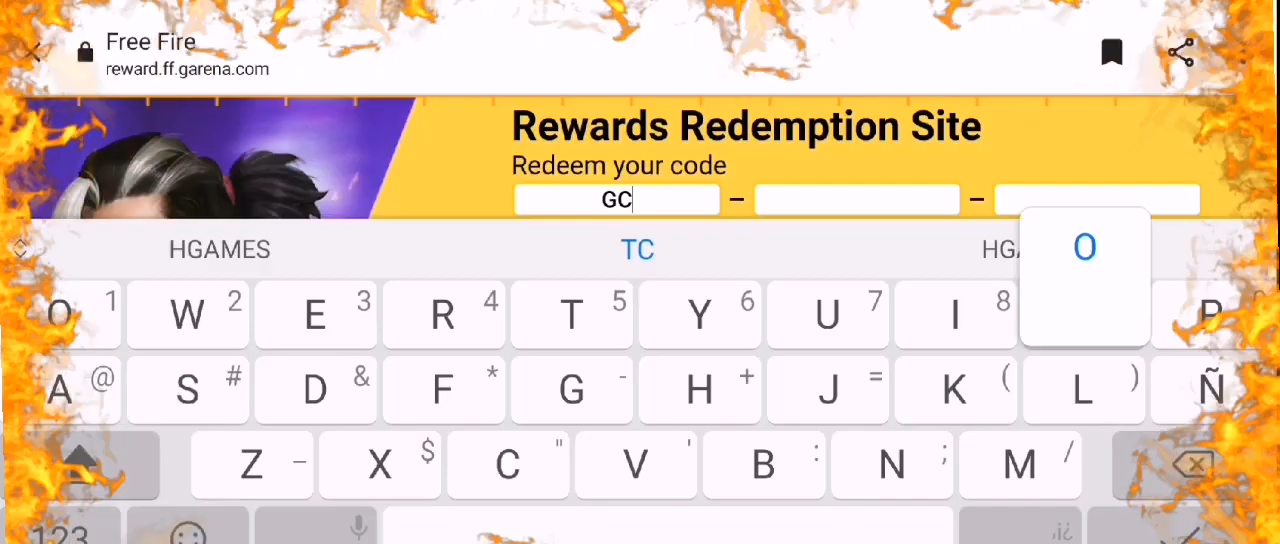 Free Fire
reward.ff.garena.com
Rewards Redemption Site
Redeem your code
GC - -
HGAMES TC
O
1 W 2 E 3 R 4 T 5 Y 6 U 7 I 8
A @ S # D & F * G - H + J = K ( L ) Ñ
Z _ X $ C " V ' B : N ; M /
123